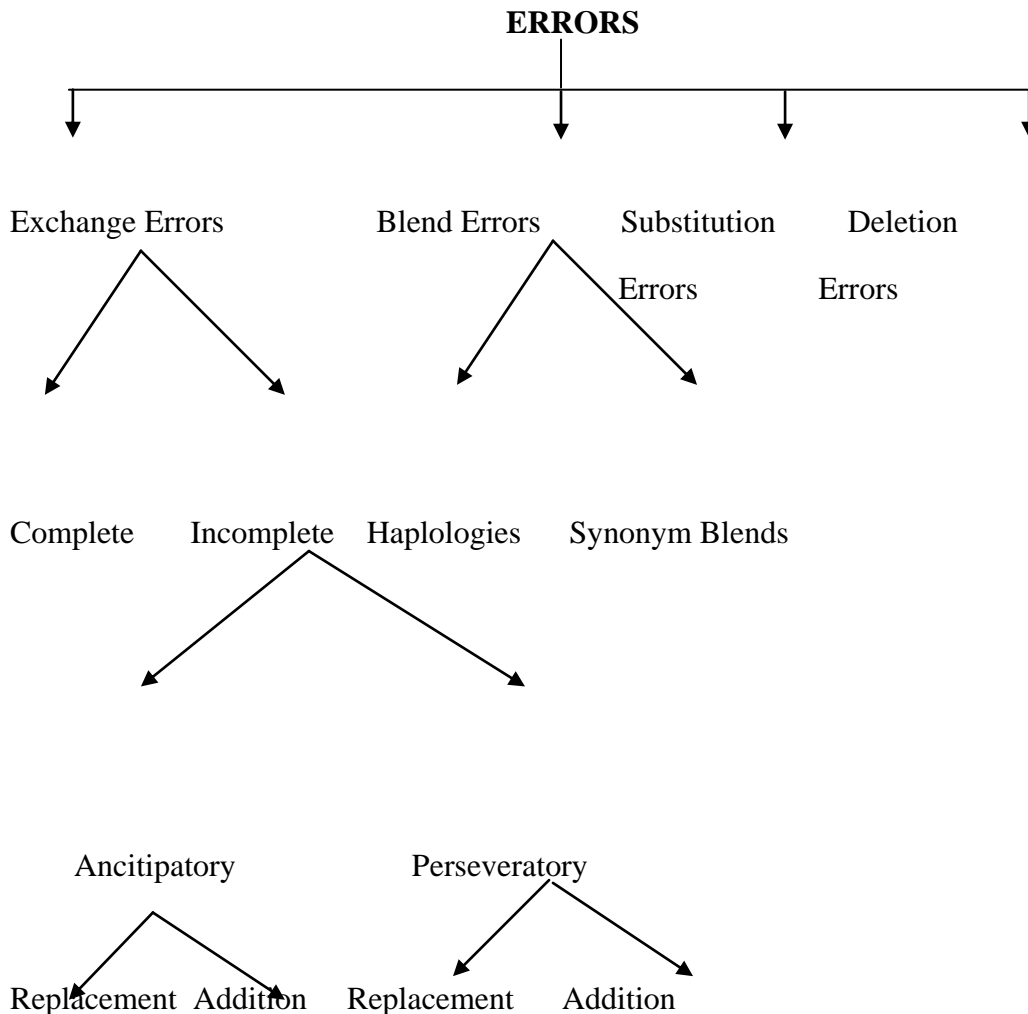 ERRORS
Exchange Errors Blend Errors Substitution Deletion
Errors Errors
Complete Incomplete Haplologies Synonym Blends
Ancitipatory Perseveratory
Replacement Addition Replacement Addition